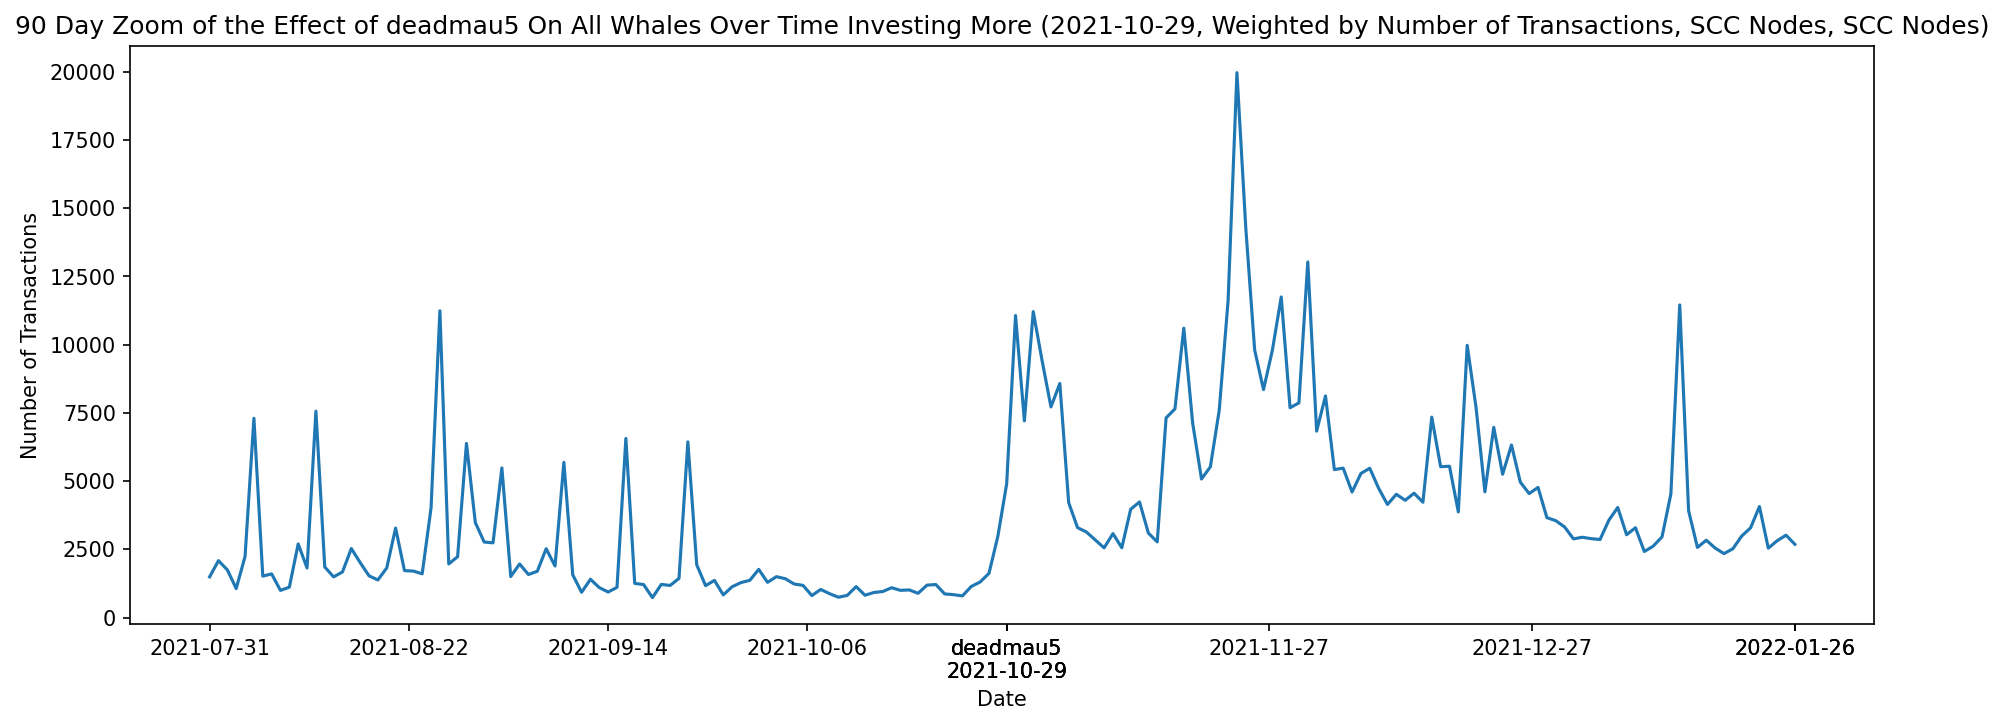 90 Day Zoom of the Effect of deadmau5 On All Whales Over Time Investing More (2021-10-29, Weighted by Number of Transactions, SCC Nodes, SCC Nodes)
20000
17500
15000
12500
10000
7500
5000
2500
0
Number of Transactions
2021-07-31 2021-08-22 2021-09-14 2021-10-06 deadmau5 2021-11-27 2021-12-27 2022-01-26
2021-10-29
Date